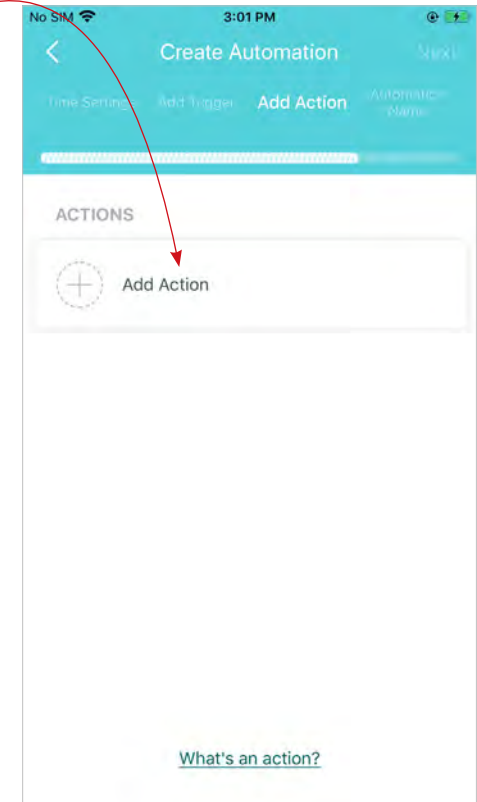 No SIM 3:01 PM
Create Automation Next
Time Settings Add Trigger Add Action Automation
Name
ACTIONS
Add Action
What's an action?